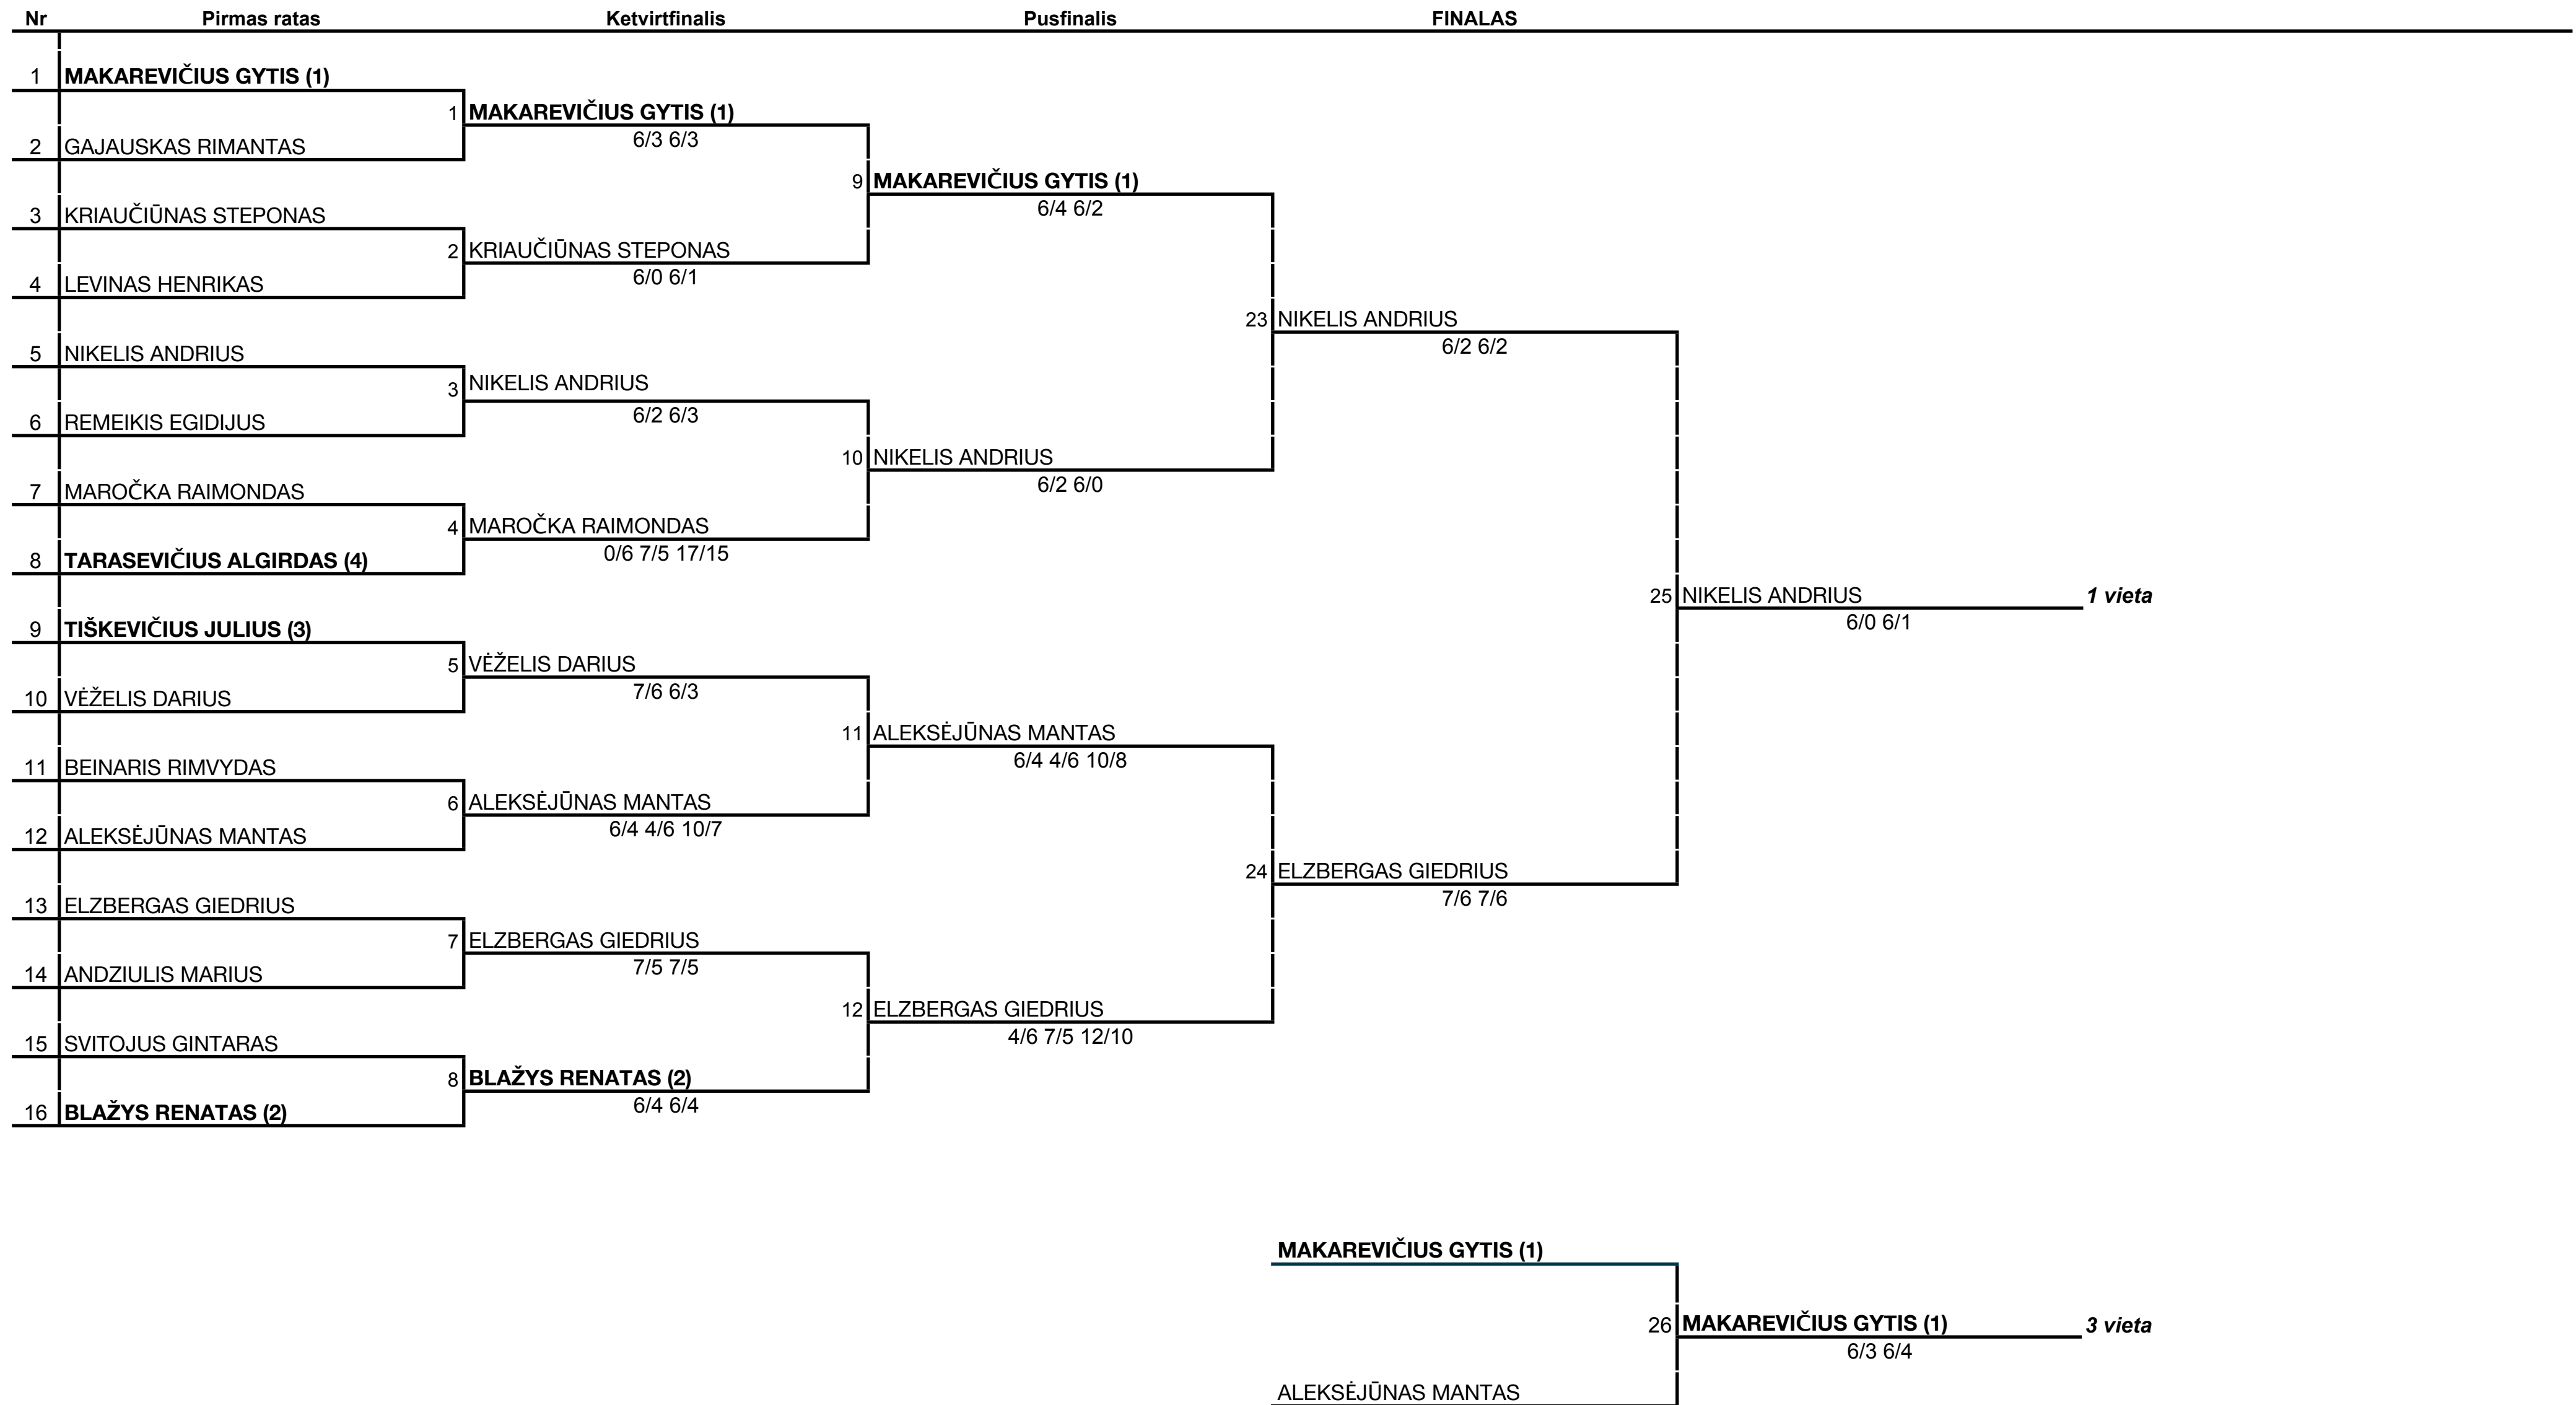 Nr Pirmas ratas Ketvirtfinalis Pusfinalis FINALAS
1 MAKAREVIČIUS GYTIS (1)
1 MAKAREVIČIUS GYTIS (1)
6/3 6/3
2 GAJAUSKAS RIMANTAS
9 MAKAREVIČIUS GYTIS (1)
6/4 6/2
3 KRIAUČIŪNAS STEPONAS
2 KRIAUČIŪNAS STEPONAS
6/0 6/1
4 LEVINAS HENRIKAS
23 NIKELIS ANDRIUS
6/2 6/2
5 NIKELIS ANDRIUS
3 NIKELIS ANDRIUS
6/2 6/3
6 REMEIKIS EGIDIJUS
10 NIKELIS ANDRIUS
6/2 6/0
7 MAROČKA RAIMONDAS
4 MAROČKA RAIMONDAS
0/6 7/5 17/15
8 TARASEVIČIUS ALGIRDAS (4)
25 NIKELIS ANDRIUS 1 vieta
6/0 6/1
9 TIŠKEVIČIUS JULIUS (3)
5 VĖŽELIS DARIUS
7/6 6/3
10 VĖŽELIS DARIUS
11 ALEKSĖJŪNAS MANTAS
6/4 4/6 10/8
11 BEINARIS RIMVYDAS
6 ALEKSĖJŪNAS MANTAS
6/4 4/6 10/7
12 ALEKSĖJŪNAS MANTAS
24 ELZBERGAS GIEDRIUS
7/6 7/6
13 ELZBERGAS GIEDRIUS
7 ELZBERGAS GIEDRIUS
7/5 7/5
14 ANDZIULIS MARIUS
12 ELZBERGAS GIEDRIUS
4/6 7/5 12/10
15 SVITOJUS GINTARAS
8 BLAŽYS RENATAS (2)
6/4 6/4
16 BLAŽYS RENATAS (2)
MAKAREVIČIUS GYTIS (1)
26 MAKAREVIČIUS GYTIS (1) 3 vieta
6/3 6/4
ALEKSĖJŪNAS MANTAS